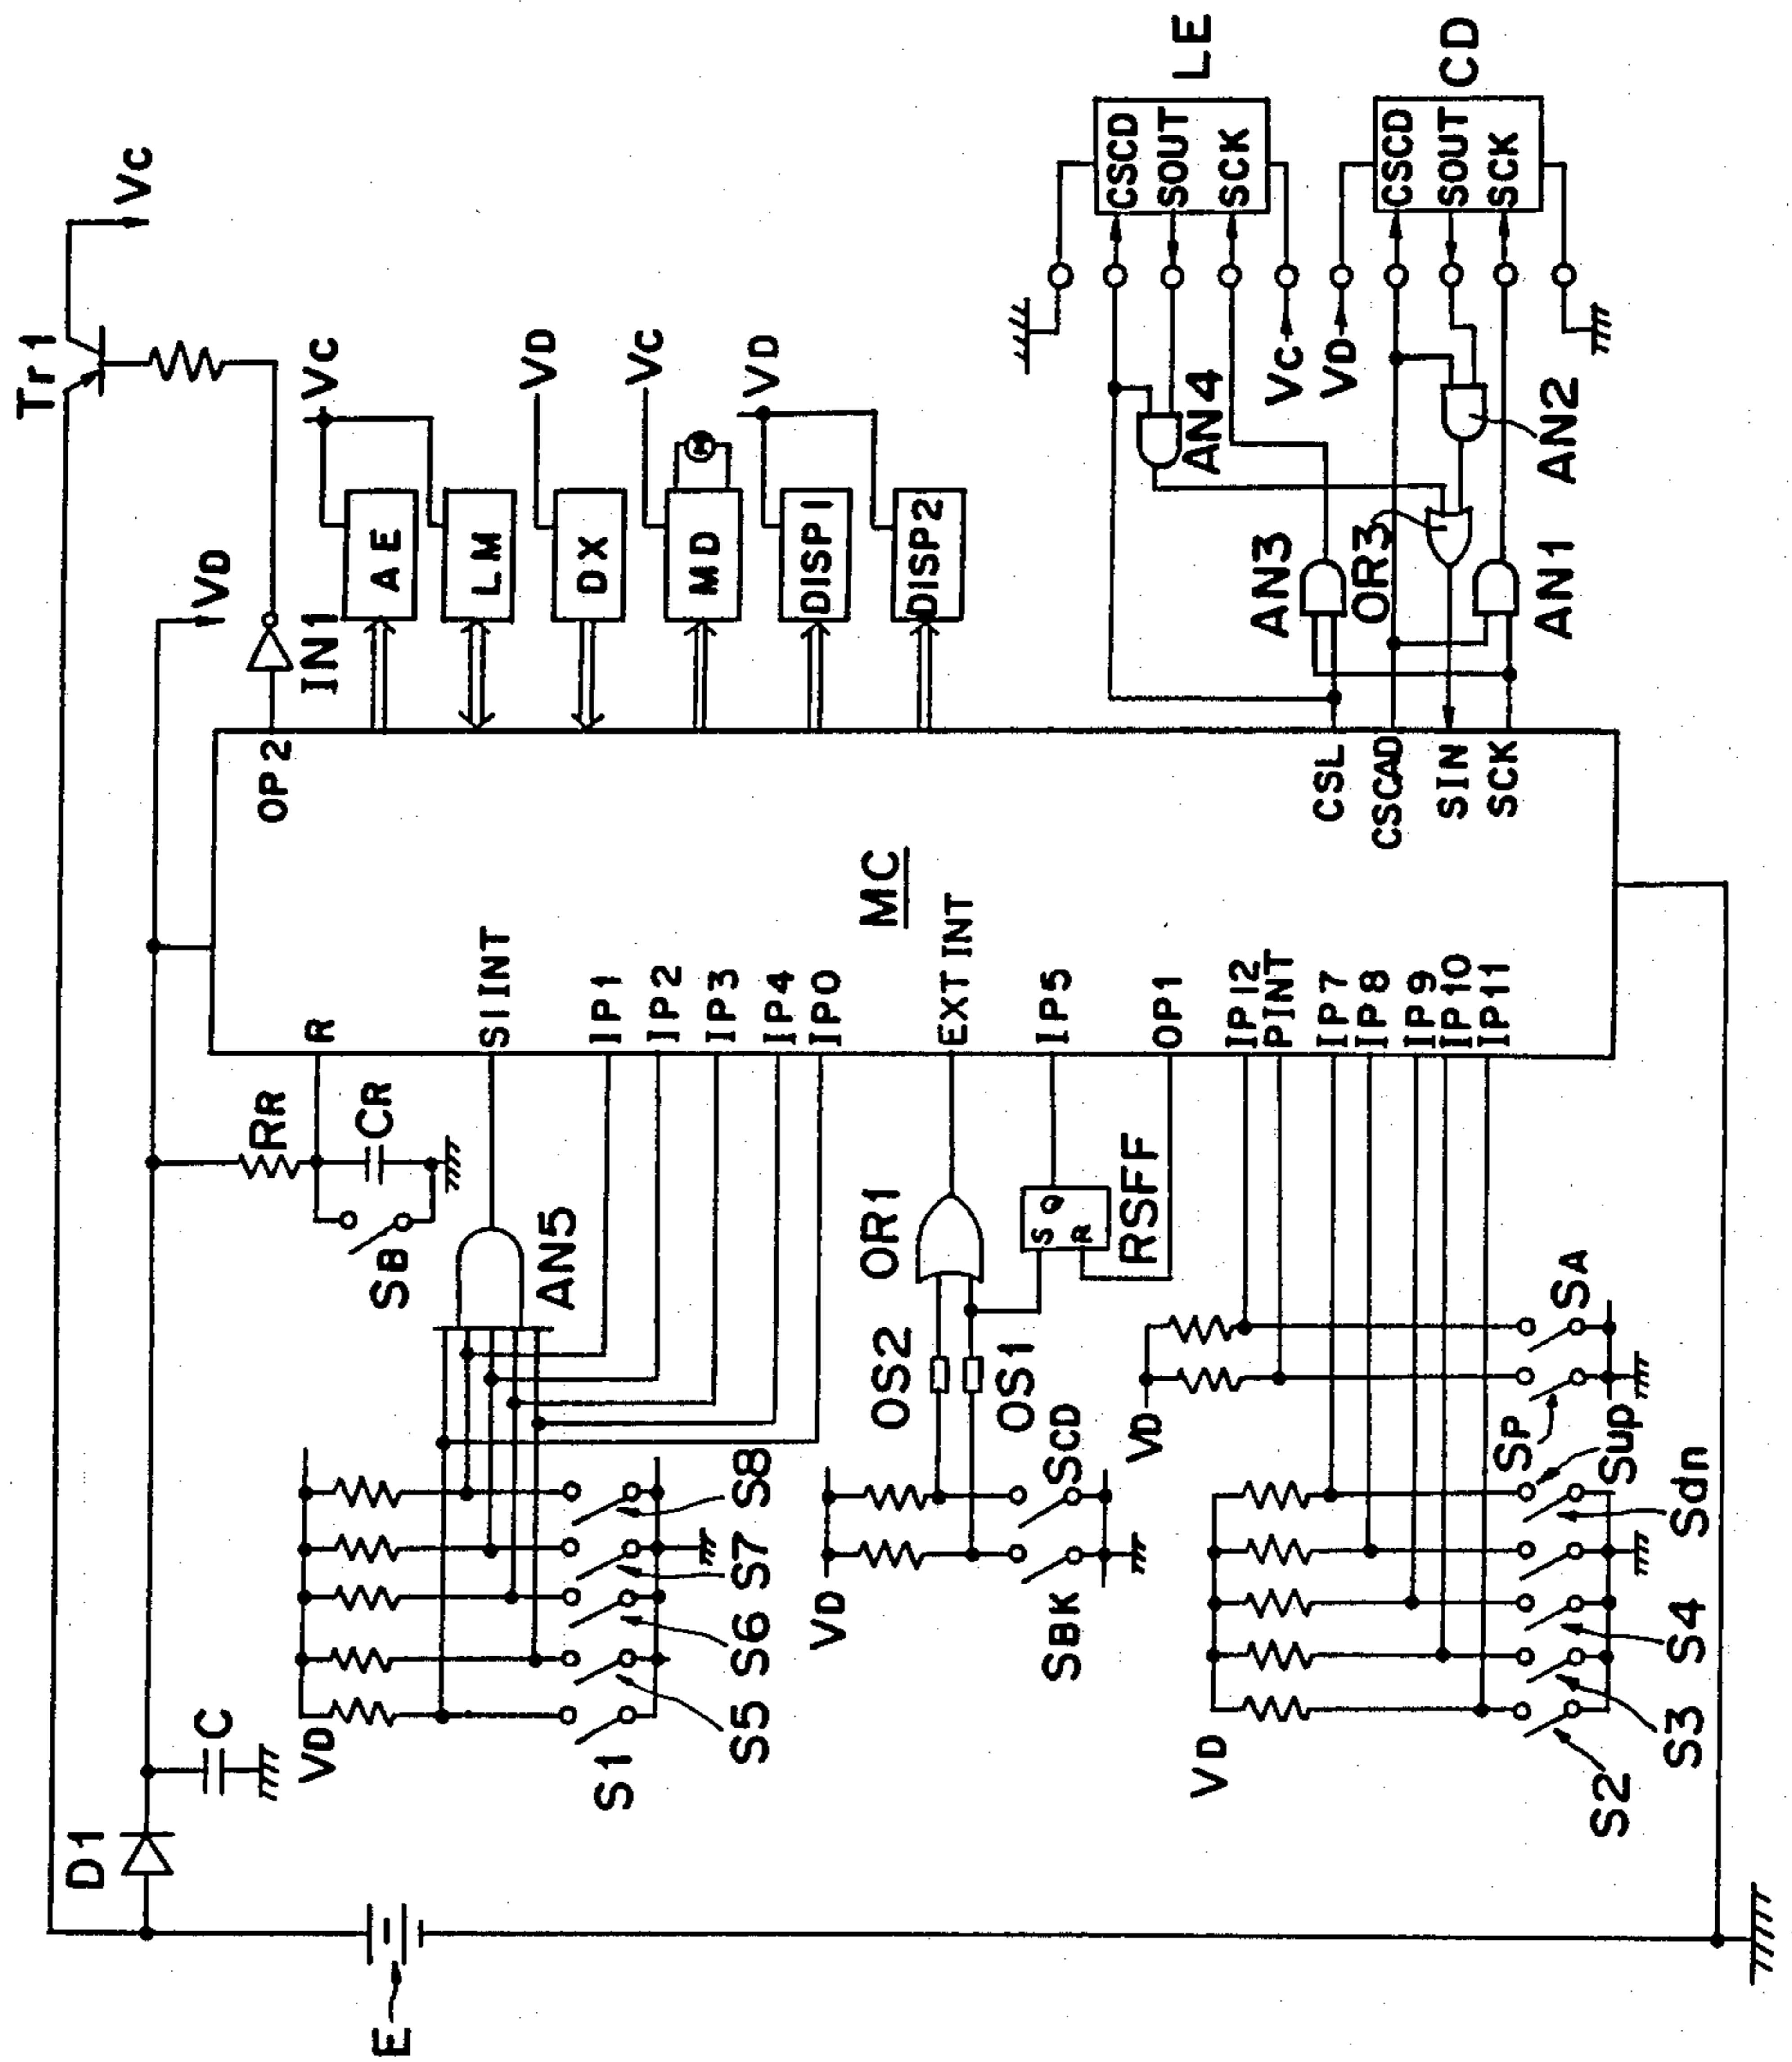 Tr1
Vc
VD
D1
C
E
IN1
OP2
Vc
AE
LM
VD
DX
Vc
MD
M
VD
DISP1
DISP2
MC
R
RR
CR
SB
SIINT
AN5
IP1
IP2
IP3
IP4
IP0
VD
S8
S7
S6
S5
S1
EXT INT
OR1
OS2
OS1
IP5
S
Q
R
RSFF
OP1
VD
SCD
SBK
IP12
PINT
IP7
IP8
IP9
IP10
IP11
VD
SA
SP
VD
Sup
Sdn
S4
S3
S2
CSL
CSCAD
SIN
SCK
AN3
OR3
AN1
AN4
AN2
Vc
VD
LE
CSCD
SOUT
SCK
CD
CSCD
SOUT
SCK